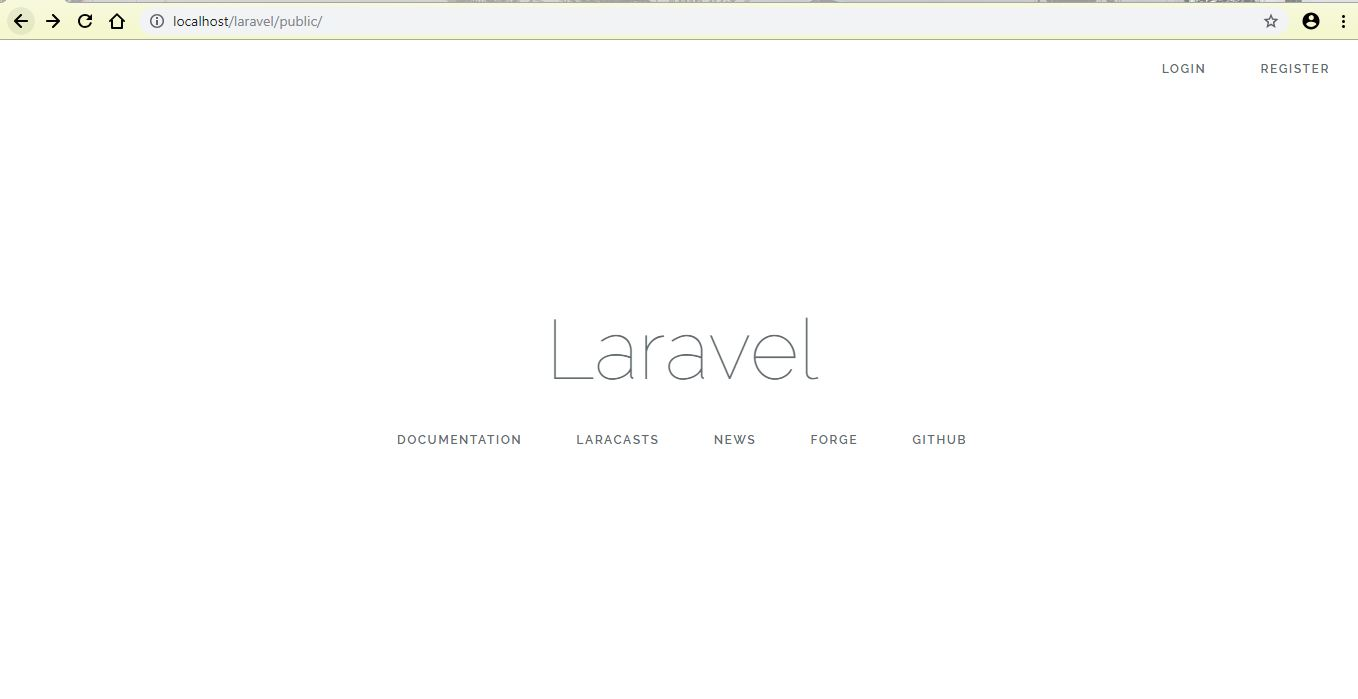 localhost/laravel/public/
LOGIN REGISTER
Laravel
DOCUMENTATION LARACASTS NEWS FORGE GITHUB